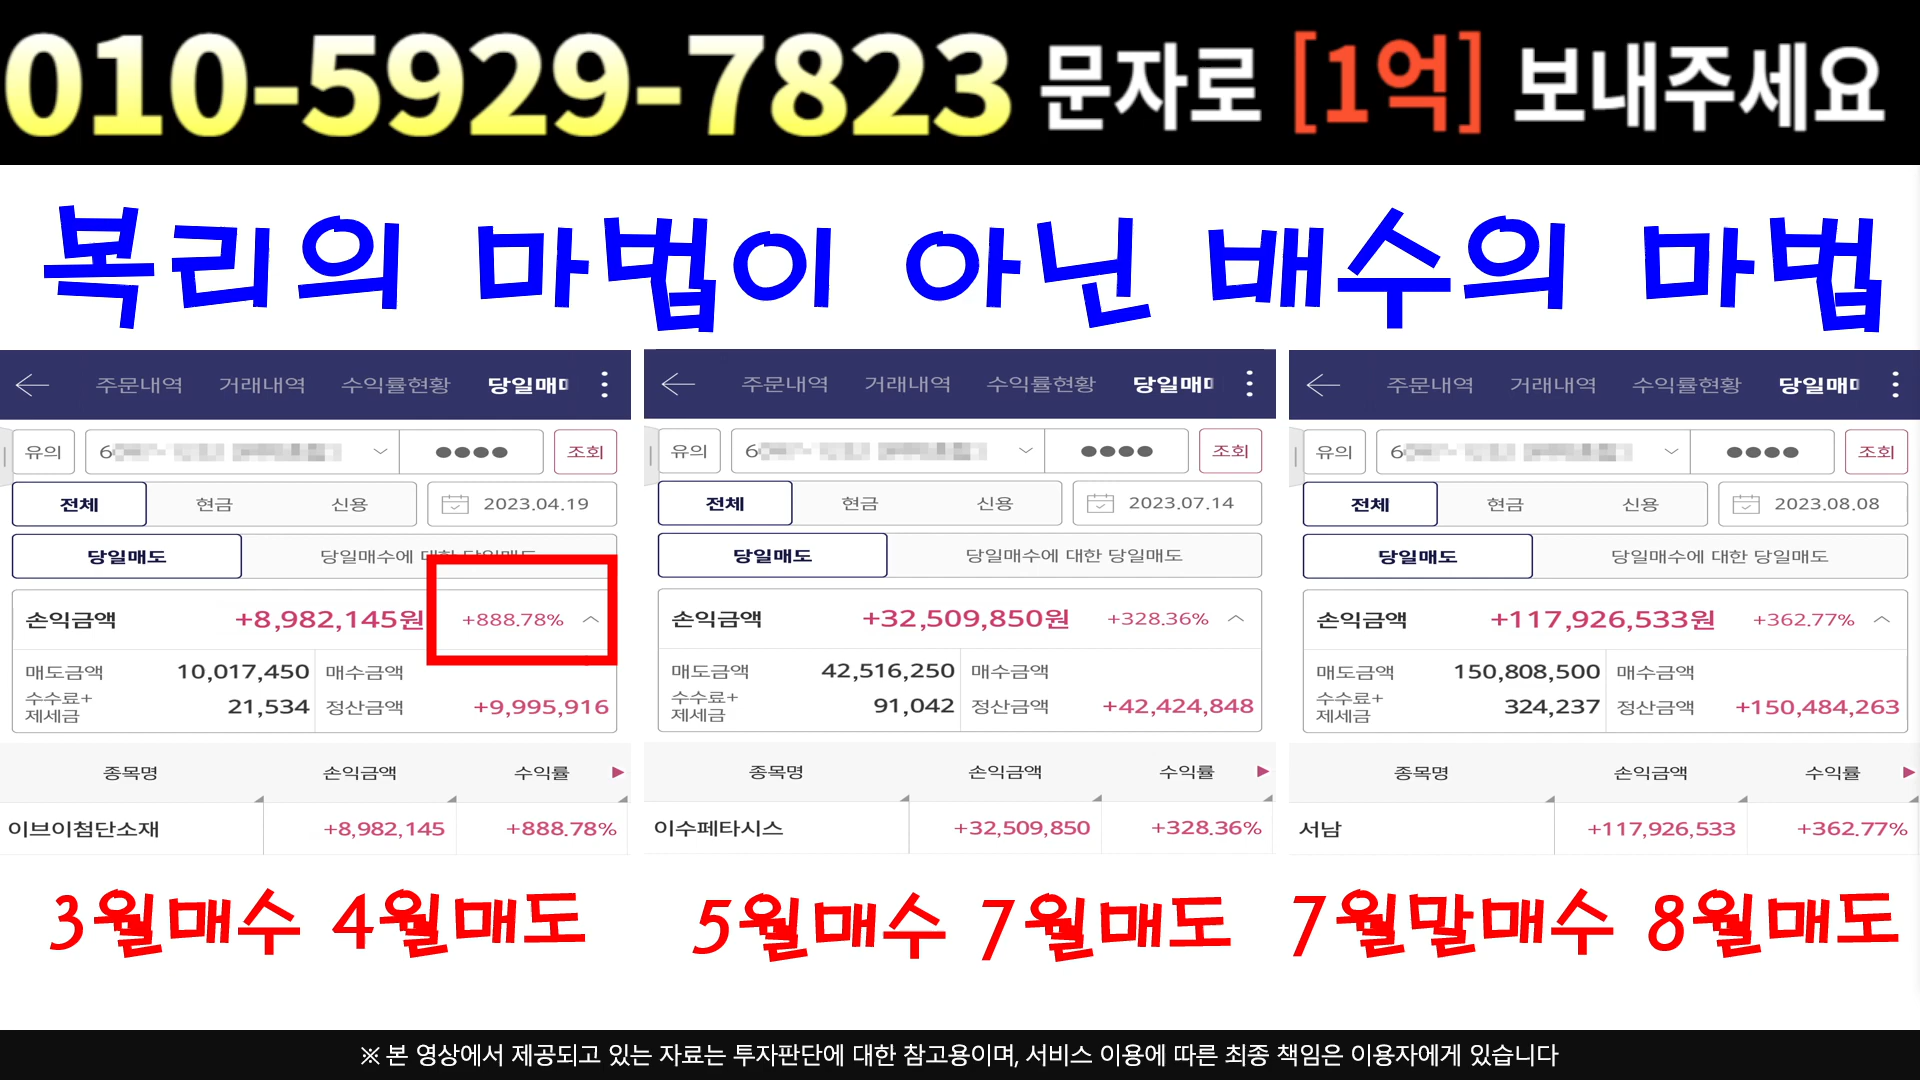 010-5929-7823 문자로 [1억] 보내주세요
복리의 마법이 아닌 배수의 마법
주문내역 거래내역 수익률현황 당일매
유의 6 ●●●● 조회
전체 현금 신용 2023.04.19
당일매도 당일매수에 대한 당일매도
손익금액 +8,982,145원 +888.78%
매도금액 10,017,450 매수금액
수수료+
제세금 21,534 정산금액 +9,995,916
종목명 손익금액 수익률
이브이첨단소재 +8,982,145 +888.78%
주문내역 거래내역 수익률현황 당일매
유의 6 ●●●● 조회
전체 현금 신용 2023.07.14
당일매도 당일매수에 대한 당일매도
손익금액 +32,509,850원 +328.36%
매도금액 42,516,250 매수금액
수수료+
제세금 91,042 정산금액 +42,424,848
종목명 손익금액 수익률
이수페타시스 +32,509,850 +328.36%
주문내역 거래내역 수익률현황 당일매
유의 6 ●●●● 조회
전체 현금 신용 2023.08.08
당일매도 당일매수에 대한 당일매도
손익금액 +117,926,533원 +362.77%
매도금액 150,808,500 매수금액
수수료+
제세금 324,237 정산금액 +150,484,263
종목명 손익금액 수익률
서남 +117,926,533 +362.77%
3월매수 4월매도
5월매수 7월매도
7월말매수 8월매도
※ 본 영상에서 제공되고 있는 자료는 투자판단에 대한 참고용이며, 서비스 이용에 따른 최종 책임은 이용자에게 있습니다